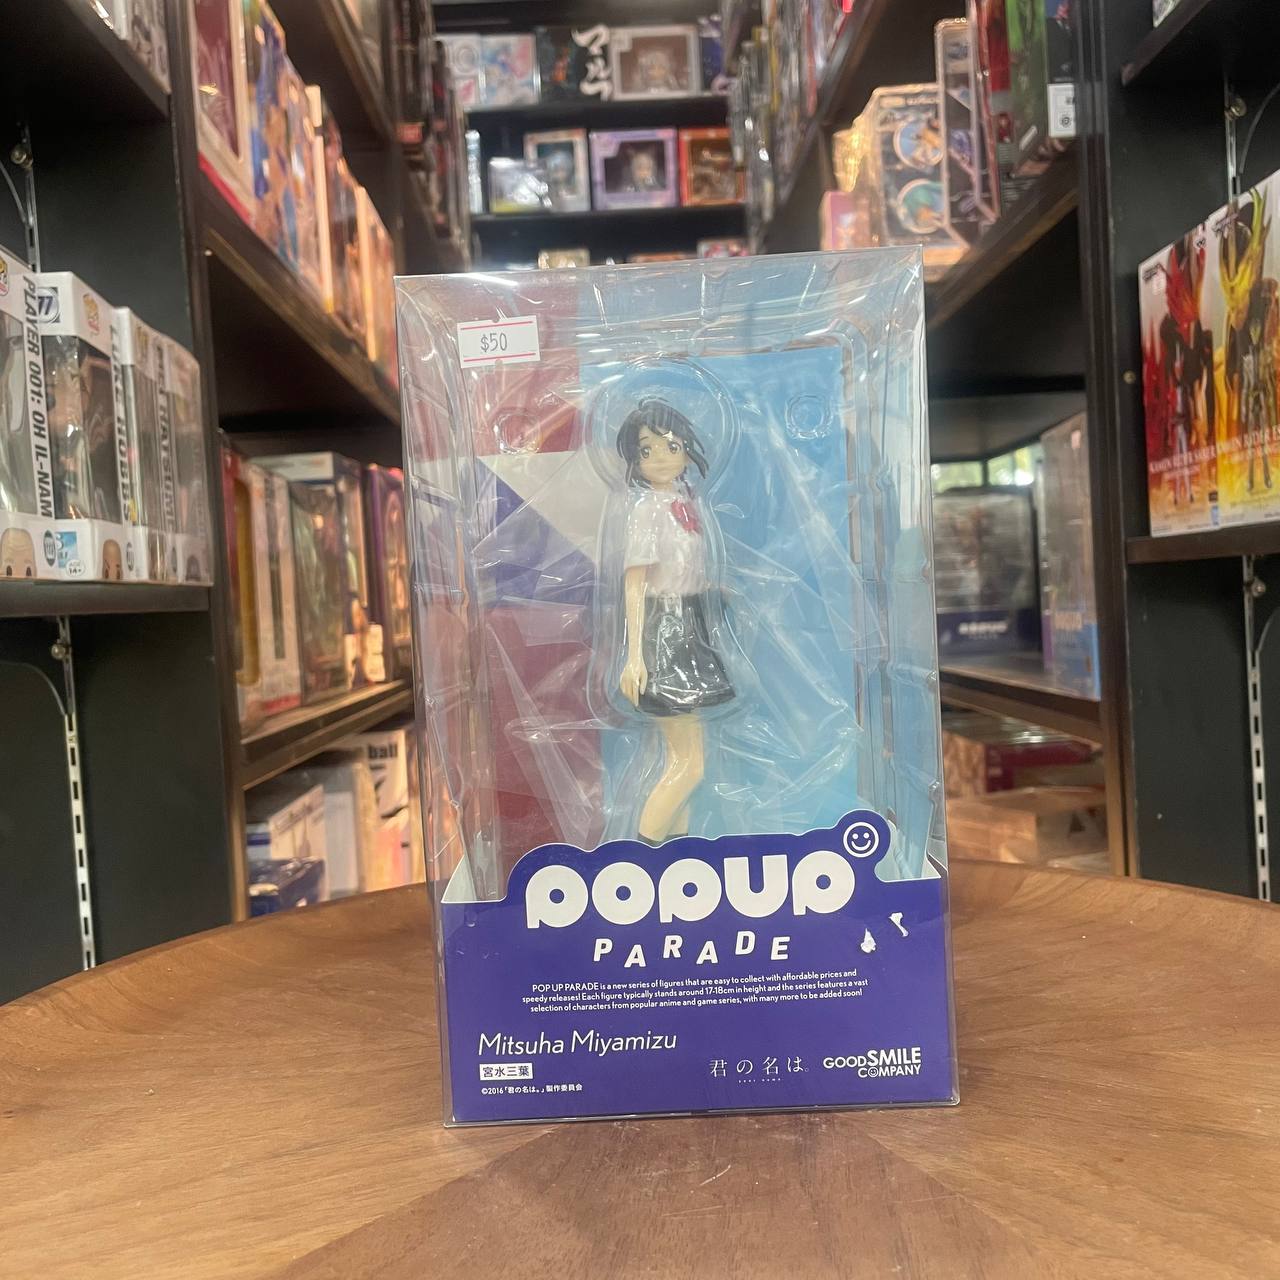 $50
POPUP
PARADE
POP UP PARADE is a new series of figures that are easy to collect with affordable prices and
speedy releases! Each figure typically stands around 17-18cm in height and the series features a vast
selection of characters from popular anime and game series, with many more to be added soon!
Mitsuha Miyamizu
宮水三葉
©2016「君の名は。」製作委員会
君の名は。
GOODSMILE
COMPANY
PLAYER 001: OH IL-NAM
AGE
14+
ball